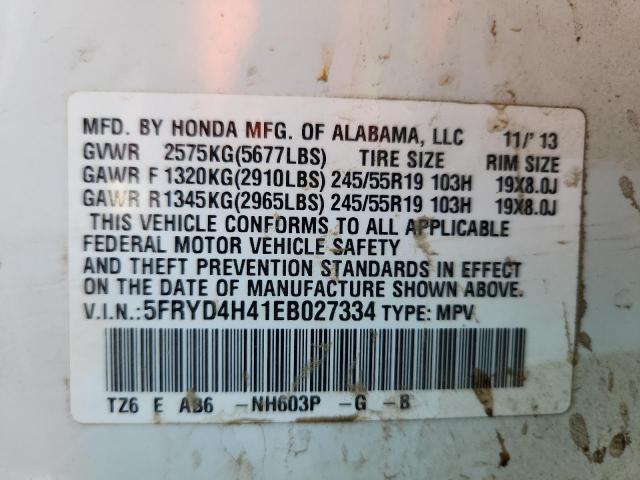 MFD. BY HONDA MFG. OF ALABAMA, LLC 11/'13
GVWR 2575KG(5677LBS) TIRE SIZE RIM SIZE
GAWR F 1320KG(2910LBS) 245/55R19 103H 19X8.0J
GAWR R 1345KG(2965LBS) 245/55R19 103H 19X8.0J
THIS VEHICLE CONFORMS TO ALL APPLICABLE
FEDERAL MOTOR VEHICLE SAFETY
AND THEFT PREVENTION STANDARDS IN EFFECT
ON THE DATE OF MANUFACTURE SHOWN ABOVE.
V.I.N.:5FRYD4H41EB027334 TYPE: MPV
TZ6 E AB6 -NH603P -G -B